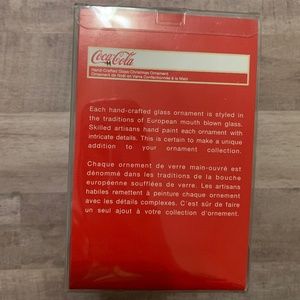 Coca-Cola
Hand-Crafted Glass Christmas Ornament
Ornement de Noël en Verre Confectionnée à la Main
Each hand-crafted glass ornament is styled in
the traditions of European mouth blown glass.
Skilled artisans hand paint each ornament with
intricate details. This is certain to make a unique
addition to your ornament collection.
Chaque ornement de verre main-ouvré est
dénommé dans les traditions de la bouche
européenne soufflées de verre. Les artisans
habiles remettent à peinture chaque ornement
avec les détails complexes. C'est sûr de faire
un seul ajout à votre collection d'ornement.